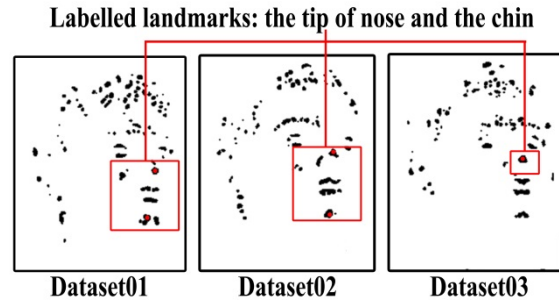 Labelled landmarks: the tip of nose and the chin
Dataset01 Dataset02 Dataset03